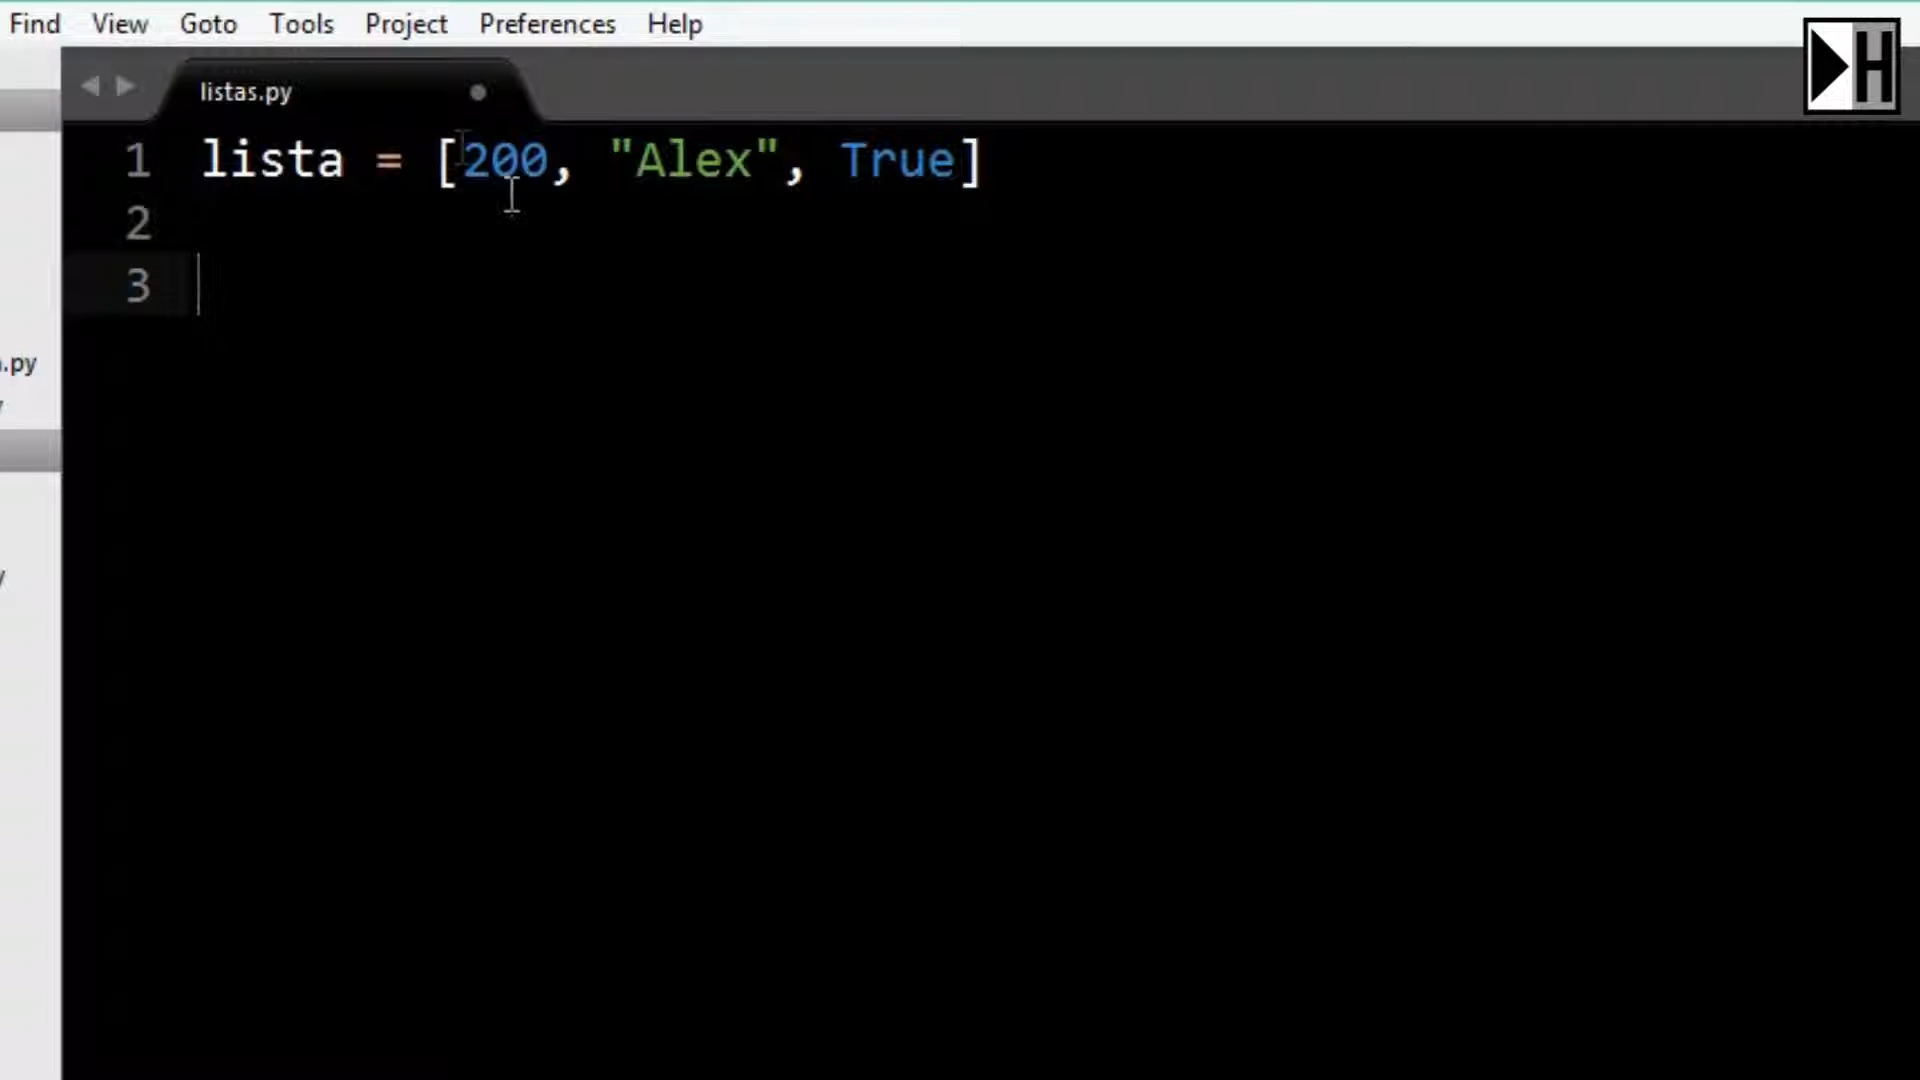 Find View Goto Tools Project Preferences Help
H
listas.py
1 lista = [200, "Alex", True]
2
3
.py